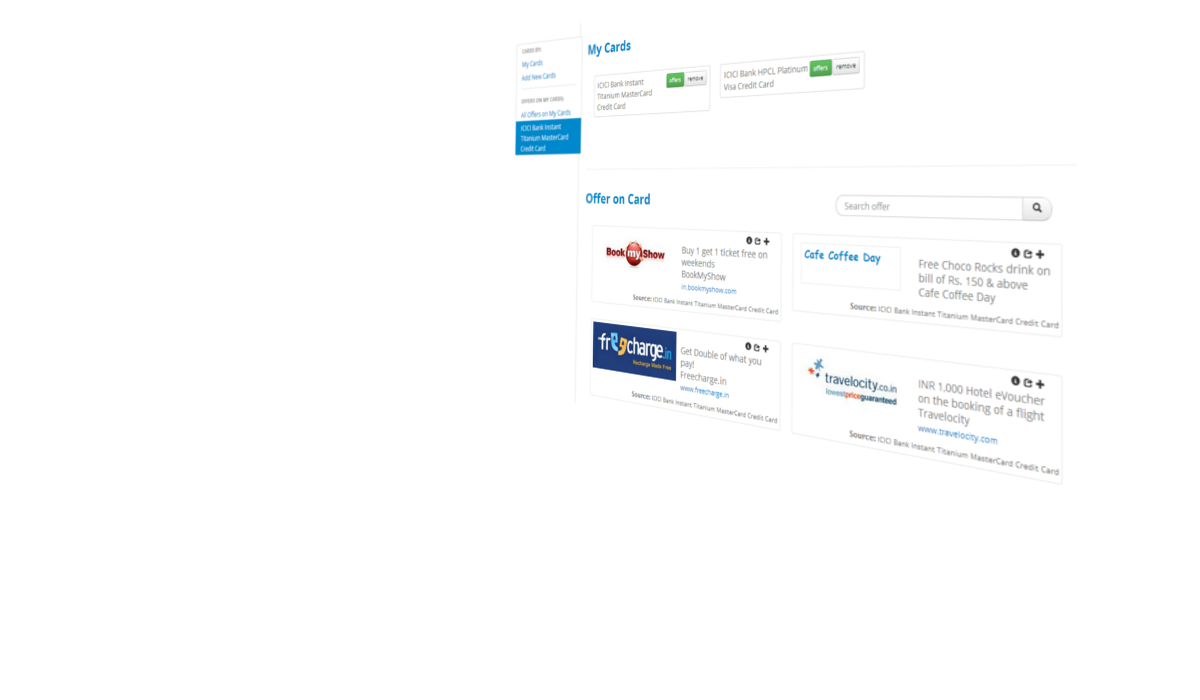 CARDS BY:
My Cards
Add New Cards
OFFERS ON MY CARDS:
All Offers on My Cards
ICICI Bank Instant
Titanium MasterCard
Credit Card
My Cards
ICICI Bank Instant
Titanium MasterCard
Credit Card
offers remove
ICICI Bank HPCL Platinum
Visa Credit Card
offers remove
Offer on Card
Search offer
Book my Show
Buy 1 get 1 ticket free on
weekends
BookMyShow
in.bookmyshow.com
Source: ICICI Bank Instant Titanium MasterCard Credit Card
Cafe Coffee Day
Free Choco Rocks drink on
bill of Rs. 150 & above
Cafe Coffee Day
Source: ICICI Bank Instant Titanium MasterCard Credit Card
freecharge.in
Recharge Made Free
Get Double of what you
pay!
Freecharge.in
www.freecharge.in
Source: ICICI Bank Instant Titanium MasterCard Credit Card
travelocity.co.in
lowestpriceguaranteed
INR 1,000 Hotel eVoucher
on the booking of a flight
Travelocity
www.travelocity.com
Source: ICICI Bank Instant Titanium MasterCard Credit Card